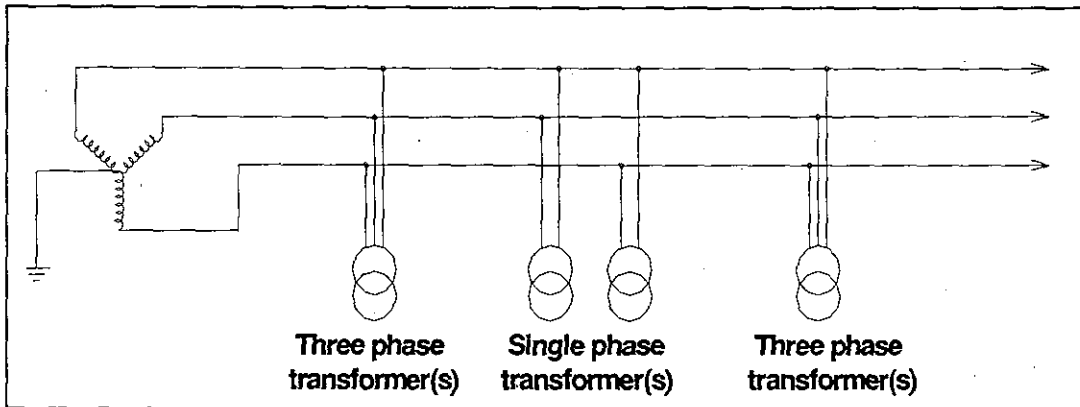 Three phase
transformer(s)
Single phase
transformer(s)
Three phase
transformer(s)